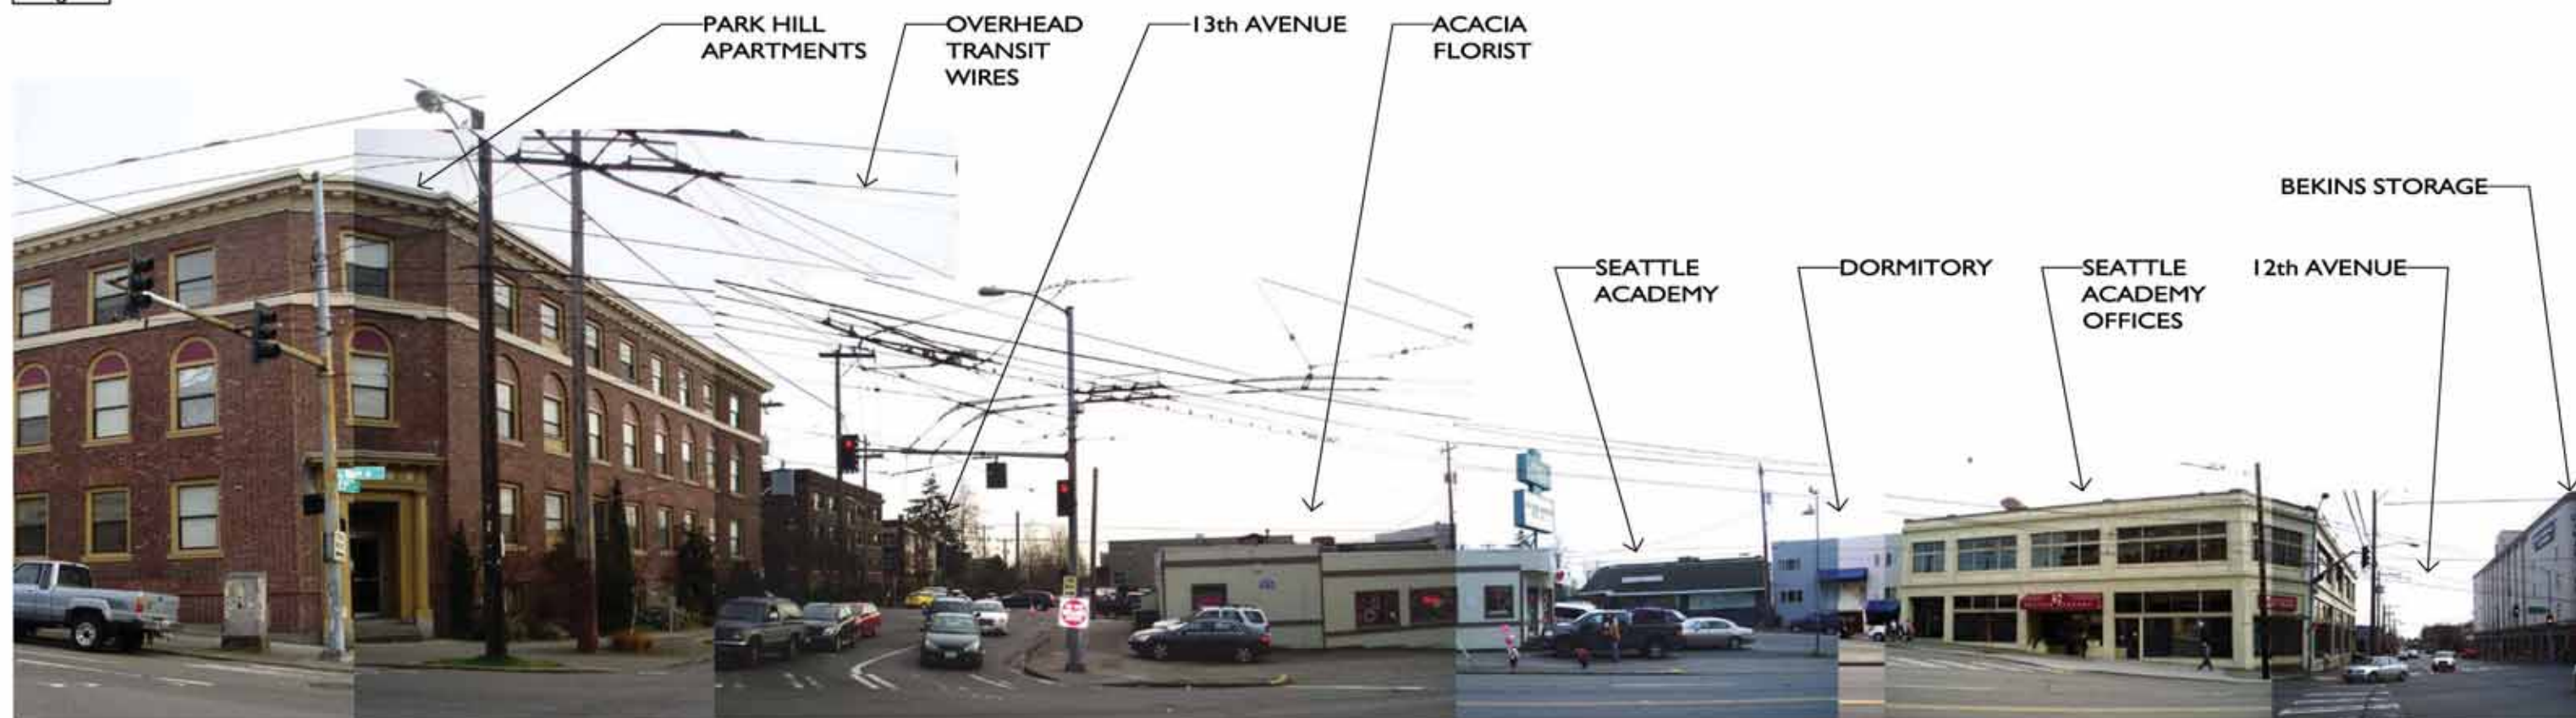 PARK HILL
APARTMENTS
OVERHEAD
TRANSIT
WIRES
13th AVENUE
ACACIA
FLORIST
BEKINS STORAGE
SEATTLE
ACADEMY
DORMITORY
SEATTLE
ACADEMY
OFFICES
12th AVENUE